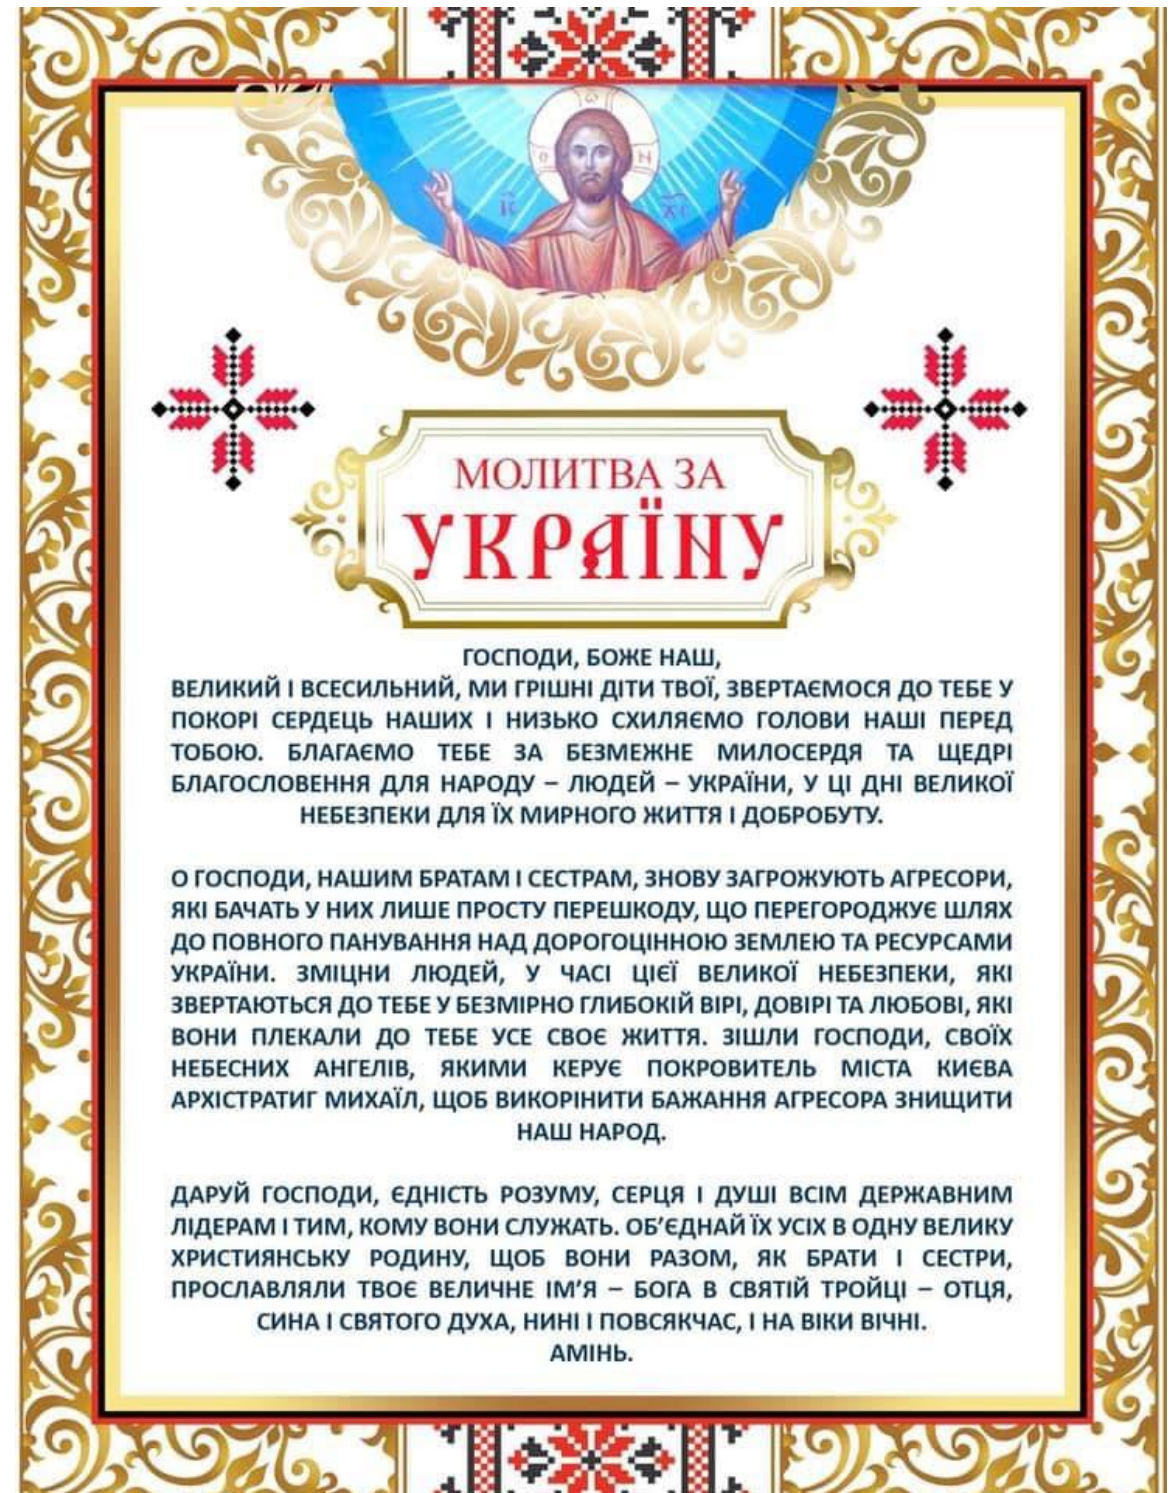 ІС ХС
МОЛИТВА ЗА
УКРАЇНУ
ГОСПОДИ, БОЖЕ НАШ,
ВЕЛИКИЙ І ВСЕСИЛЬНИЙ, МИ ГРІШНІ ДІТИ ТВОЇ, ЗВЕРТАЄМОСЯ ДО ТЕБЕ У
ПОКОРІ СЕРДЕЦЬ НАШИХ І НИЗЬКО СХИЛЯЄМО ГОЛОВИ НАШІ ПЕРЕД
ТОБОЮ. БЛАГАЄМО ТЕБЕ ЗА БЕЗМЕЖНЕ МИЛОСЕРДЯ ТА ЩЕДРІ
БЛАГОСЛОВЕННЯ ДЛЯ НАРОДУ – ЛЮДЕЙ – УКРАЇНИ, У ЦІ ДНІ ВЕЛИКОЇ
НЕБЕЗПЕКИ ДЛЯ ЇХ МИРНОГО ЖИТТЯ І ДОБРОБУТУ.
О ГОСПОДИ, НАШИМ БРАТАМ І СЕСТРАМ, ЗНОВУ ЗАГРОЖУЮТЬ АГРЕСОРИ,
ЯКІ БАЧАТЬ У НИХ ЛИШЕ ПРОСТУ ПЕРЕШКОДУ, ЩО ПЕРЕГОРОДЖУЄ ШЛЯХ
ДО ПОВНОГО ПАНУВАННЯ НАД ДОРОГОЦІННОЮ ЗЕМЛЕЮ ТА РЕСУРСАМИ
УКРАЇНИ. ЗМІЦНИ ЛЮДЕЙ, У ЧАСІ ЦІЄЇ ВЕЛИКОЇ НЕБЕЗПЕКИ, ЯКІ
ЗВЕРТАЮТЬСЯ ДО ТЕБЕ У БЕЗМІРНО ГЛИБОКІЙ ВІРІ, ДОВІРІ ТА ЛЮБОВІ, ЯКІ
ВОНИ ПЛЕКАЛИ ДО ТЕБЕ УСЕ СВОЄ ЖИТТЯ. ЗІШЛИ ГОСПОДИ, СВОЇХ
НЕБЕСНИХ АНГЕЛІВ, ЯКИМИ КЕРУЄ ПОКРОВИТЕЛЬ МІСТА КИЄВА
АРХІСТРАТИГ МИХАЇЛ, ЩОБ ВИКОРІНИТИ БАЖАННЯ АГРЕСОРА ЗНИЩИТИ
НАШ НАРОД.
ДАРУЙ ГОСПОДИ, ЄДНІСТЬ РОЗУМУ, СЕРЦЯ І ДУШІ ВСІМ ДЕРЖАВНИМ
ЛІДЕРАМ І ТИМ, КОМУ ВОНИ СЛУЖАТЬ. ОБ’ЄДНАЙ ЇХ УСІХ В ОДНУ ВЕЛИКУ
ХРИСТИЯНСЬКУ РОДИНУ, ЩОБ ВОНИ РАЗОМ, ЯК БРАТИ І СЕСТРИ,
ПРОСЛАВЛЯЛИ ТВОЄ ВЕЛИЧНЕ ІМ’Я – БОГА В СВЯТІЙ ТРОЙЦІ – ОТЦЯ,
СИНА І СВЯТОГО ДУХА, НИНІ І ПОВСЯКЧАС, І НА ВІКИ ВІЧНІ.
АМІНЬ.